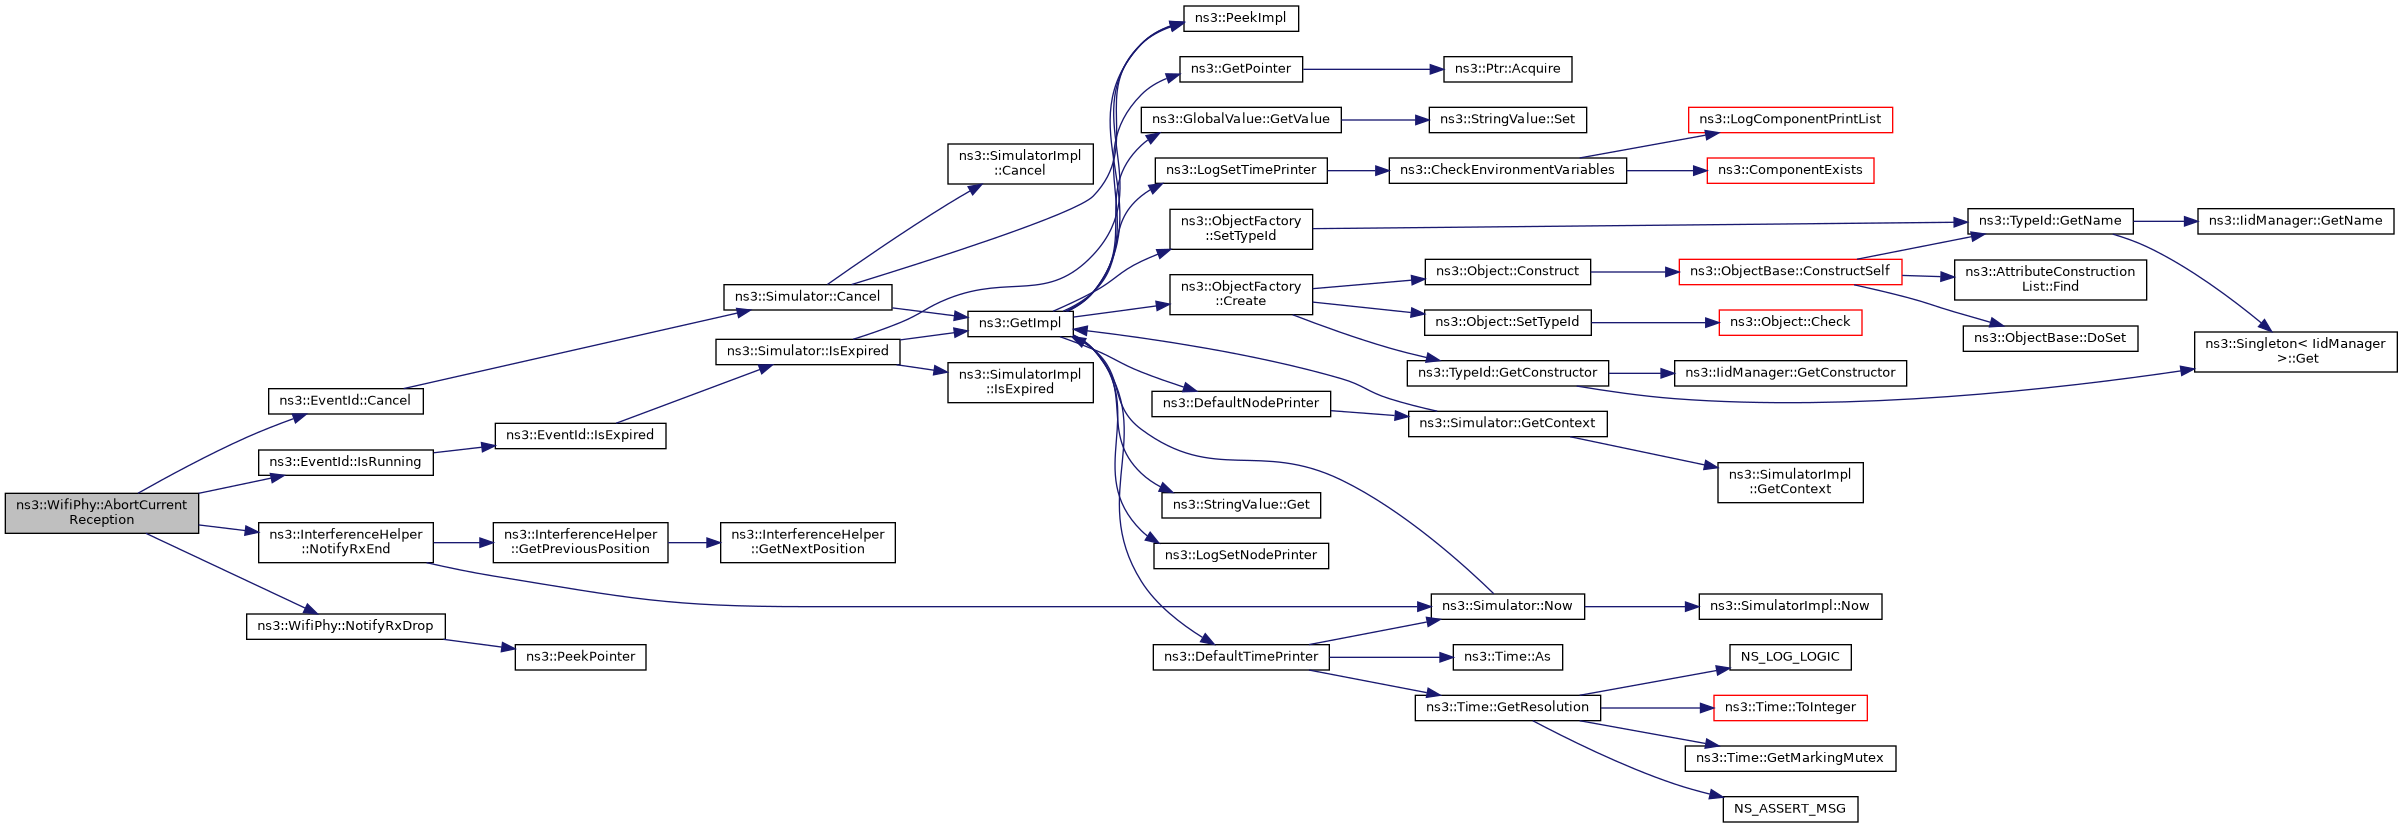 ns3::WifiPhy::AbortCurrent
Reception
ns3::EventId::Cancel
ns3::EventId::IsRunning
ns3::InterferenceHelper
::NotifyRxEnd
ns3::WifiPhy::NotifyRxDrop
ns3::EventId::IsExpired
ns3::InterferenceHelper
::GetPreviousPosition
ns3::PeekPointer
ns3::Simulator::Cancel
ns3::Simulator::IsExpired
ns3::InterferenceHelper
::GetNextPosition
ns3::SimulatorImpl
::Cancel
ns3::GetImpl
ns3::SimulatorImpl
::IsExpired
ns3::PeekImpl
ns3::GetPointer
ns3::GlobalValue::GetValue
ns3::LogSetTimePrinter
ns3::ObjectFactory
::SetTypeId
ns3::ObjectFactory
::Create
ns3::DefaultNodePrinter
ns3::StringValue::Get
ns3::LogSetNodePrinter
ns3::DefaultTimePrinter
ns3::Ptr::Acquire
ns3::StringValue::Set
ns3::CheckEnvironmentVariables
ns3::Object::Construct
ns3::Object::SetTypeId
ns3::TypeId::GetConstructor
ns3::Simulator::GetContext
ns3::Simulator::Now
ns3::Time::As
ns3::Time::GetResolution
ns3::LogComponentPrintList
ns3::ComponentExists
ns3::ObjectBase::ConstructSelf
ns3::Object::Check
ns3::IidManager::GetConstructor
ns3::SimulatorImpl
::GetContext
ns3::SimulatorImpl::Now
NS_LOG_LOGIC
ns3::Time::ToInteger
ns3::Time::GetMarkingMutex
NS_ASSERT_MSG
ns3::TypeId::GetName
ns3::AttributeConstruction
List::Find
ns3::ObjectBase::DoSet
ns3::IidManager::GetName
ns3::Singleton< IidManager
>::Get